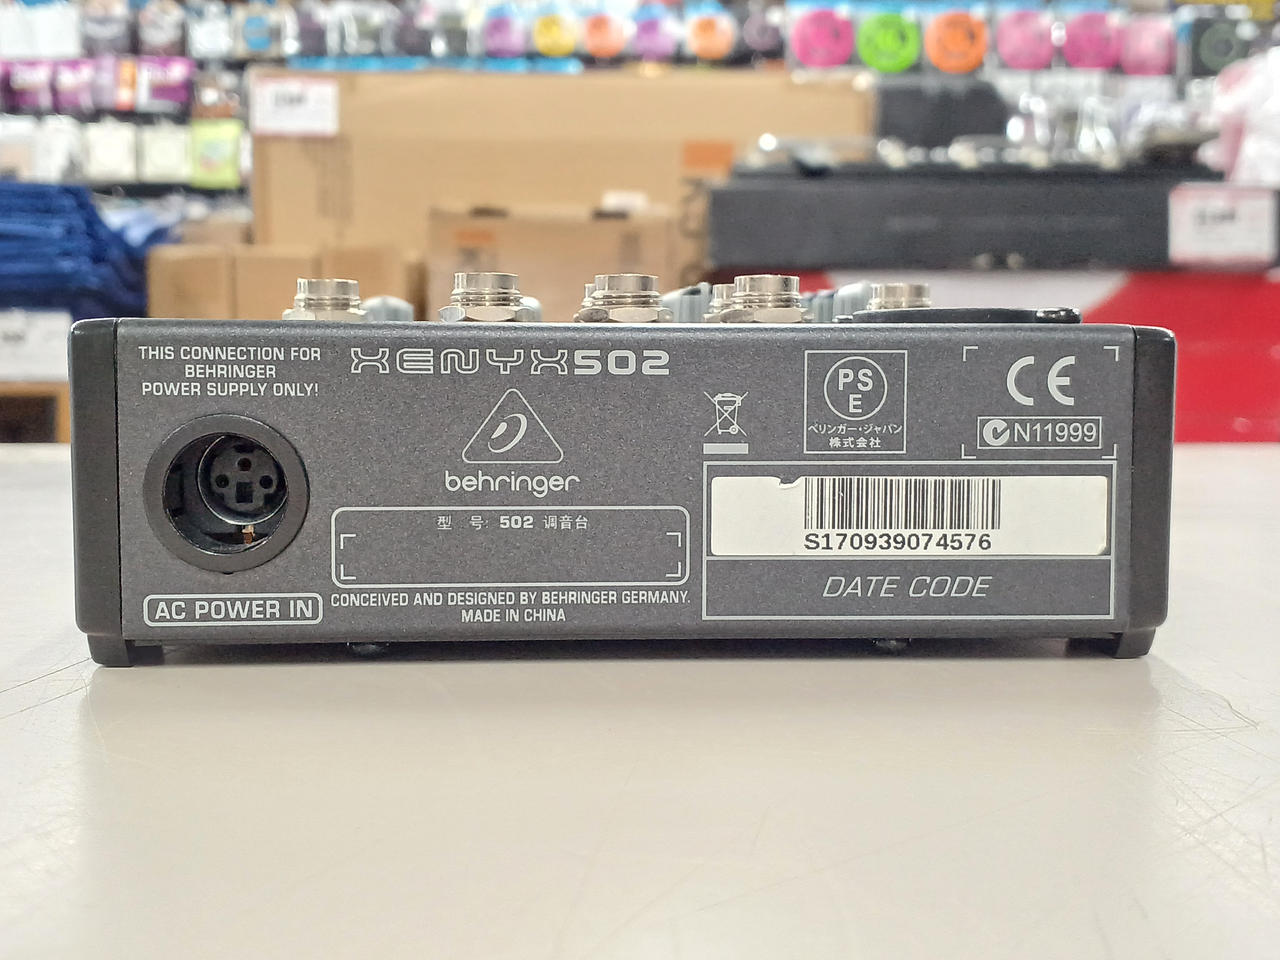 THIS CONNECTION FOR
BEHRINGER
POWER SUPPLY ONLY!
XENYX502
behringer
型 号: 502 调音台
AC POWER IN
CONCEIVED AND DESIGNED BY BEHRINGER GERMANY.
MADE IN CHINA
PS
E
ベリンガー・ジャパン
株式会社
CE
N11999
S170939074576
DATE CODE